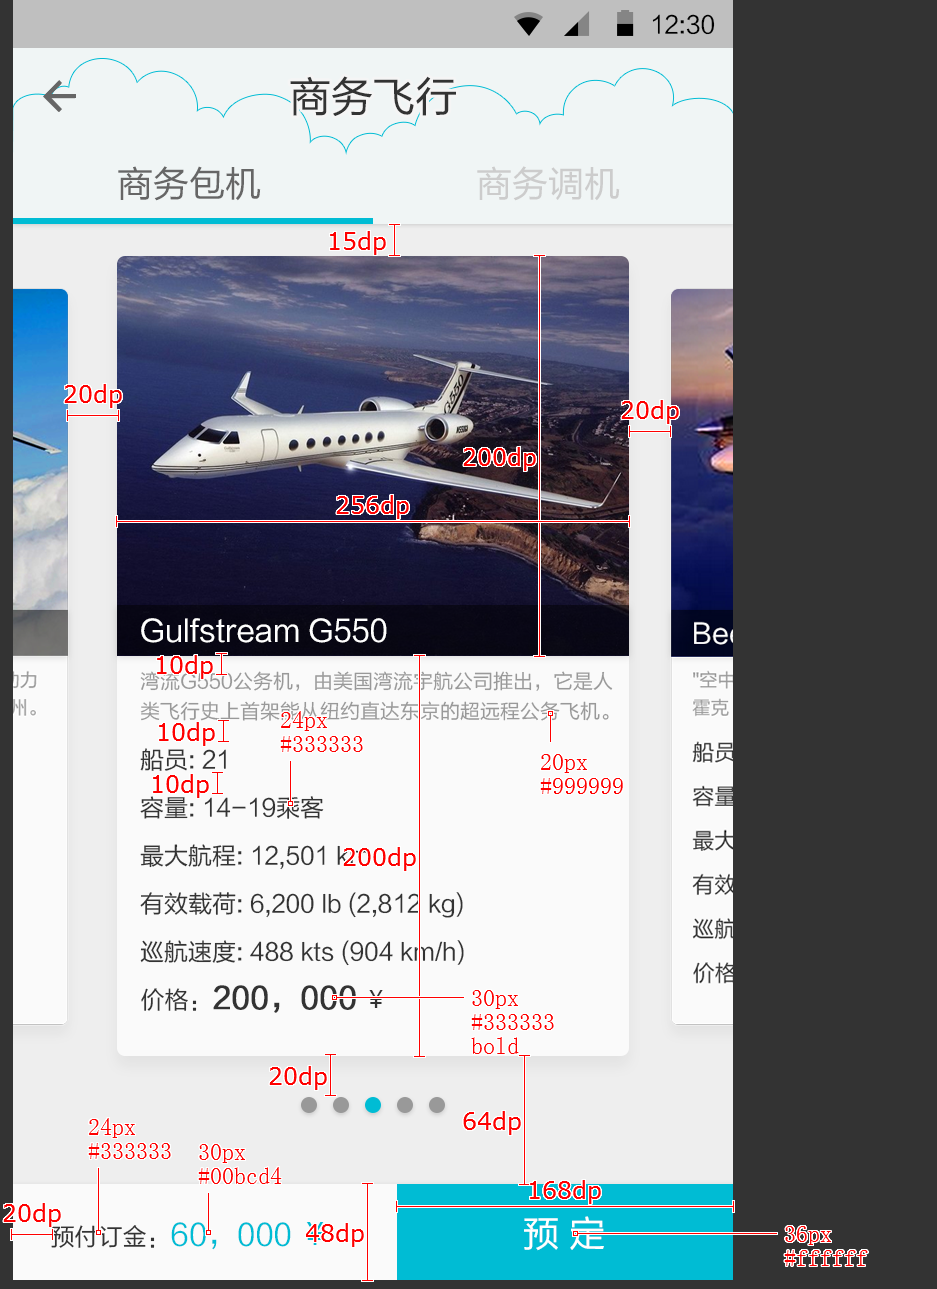 12:30
商务飞行
商务包机
商务调机
15dp
20dp
20dp
200dp
256dp
G550
Gulfstream G550
Be
10dp
湾流G550公务机，由美国湾流宇航公司推出，它是人
类飞行史上首架能从纽约直达东京的超远程公务飞机。
力
州。
"空中
霍克
10dp
24px
#333333
20px
#999999
船员: 21
10dp
容量: 14-19乘客
最大航程: 12,501 k
200dp
有效载荷: 6,200 lb (2,812 kg)
巡航速度: 488 kts (904 km/h)
价格：200，000 ¥
30px
#333333
bold
船员
容量
最大
有效
巡航
价格
20dp
64dp
24px
#333333
30px
#00bcd4
168dp
20dp
预付订金：60，000 ¥
48dp
预 定
36px
#ffffff